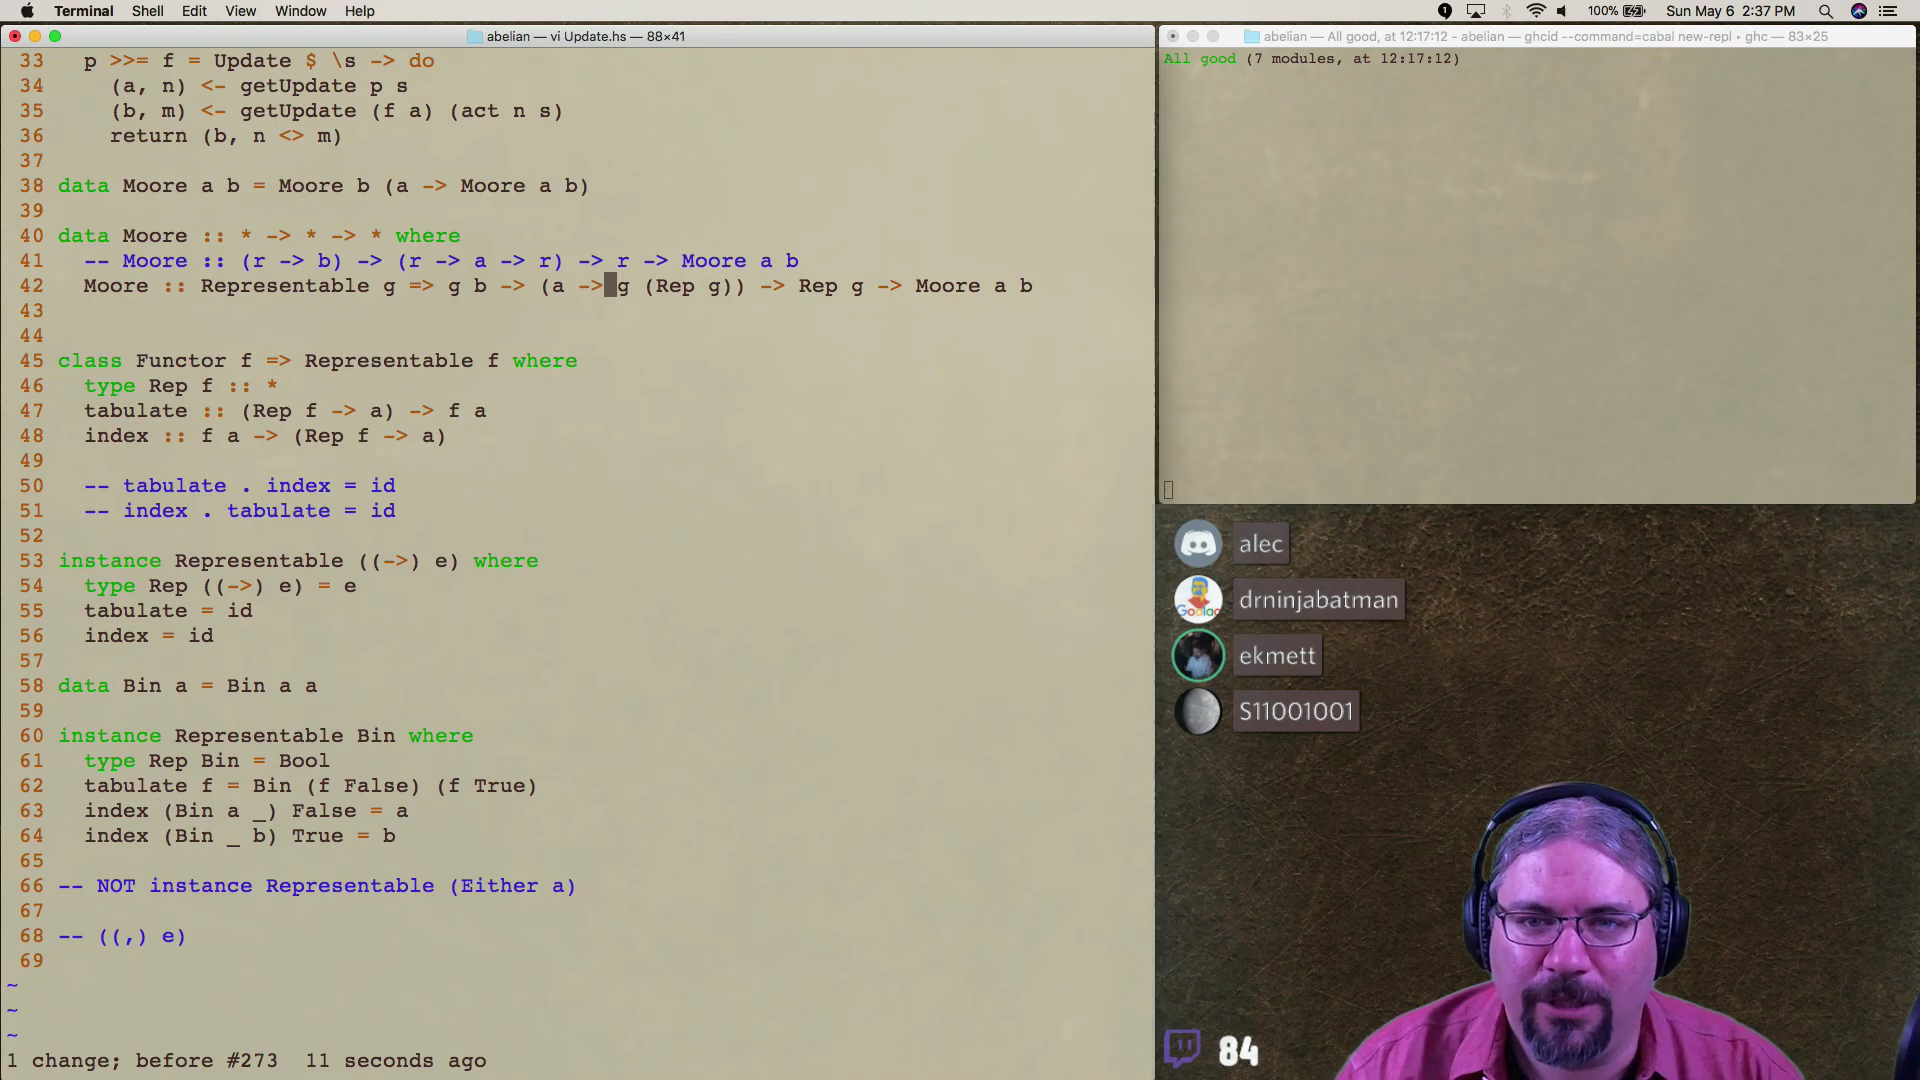 Terminal Shell Edit View Window Help
1 100% Sun May 6 2:37 PM
abelian — vi Update.hs — 88×41
33 p >>= f = Update $ \s -> do
34 (a, n) <- getUpdate p s
35 (b, m) <- getUpdate (f a) (act n s)
36 return (b, n <> m)
37
38 data Moore a b = Moore b (a -> Moore a b)
39
40 data Moore :: * -> * -> * where
41 -- Moore :: (r -> b) -> (r -> a -> r) -> r -> Moore a b
42 Moore :: Representable g => g b -> (a -> g (Rep g)) -> Rep g -> Moore a b
43
44
45 class Functor f => Representable f where
46 type Rep f :: *
47 tabulate :: (Rep f -> a) -> f a
48 index :: f a -> (Rep f -> a)
49
50 -- tabulate . index = id
51 -- index . tabulate = id
52
53 instance Representable ((->) e) where
54 type Rep ((->) e) = e
55 tabulate = id
56 index = id
57
58 data Bin a = Bin a a
59
60 instance Representable Bin where
61 type Rep Bin = Bool
62 tabulate f = Bin (f False) (f True)
63 index (Bin a _) False = a
64 index (Bin _ b) True = b
65
66 -- NOT instance Representable (Either a)
67
68 -- ((,) e)
69
~
~
~
1 change; before #273 11 seconds ago
abelian — All good, at 12:17:12 - abelian — ghcid --command=cabal new-repl ▸ ghc — 83×25
All good (7 modules, at 12:17:12)
alec
drninjabatman
ekmett
S11001001
84